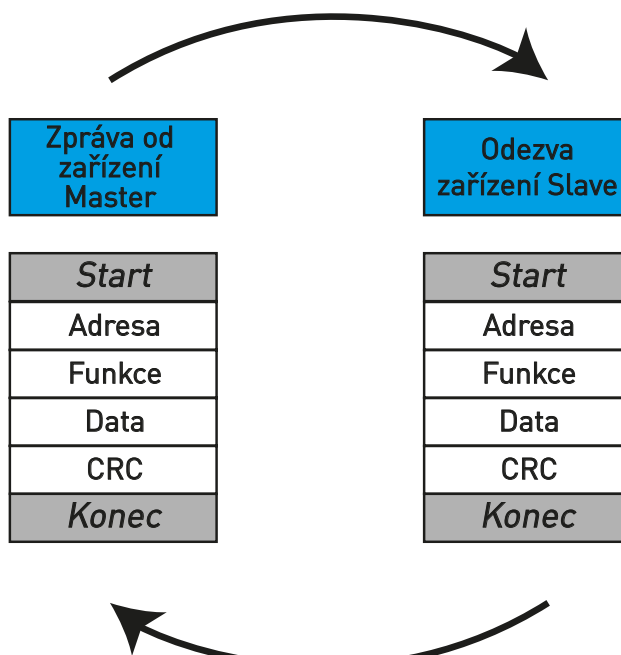 Zpráva od
zařízení
Master
Start
Adresa
Funkce
Data
CRC
Konec
Odezva
zařízení Slave
Start
Adresa
Funkce
Data
CRC
Konec